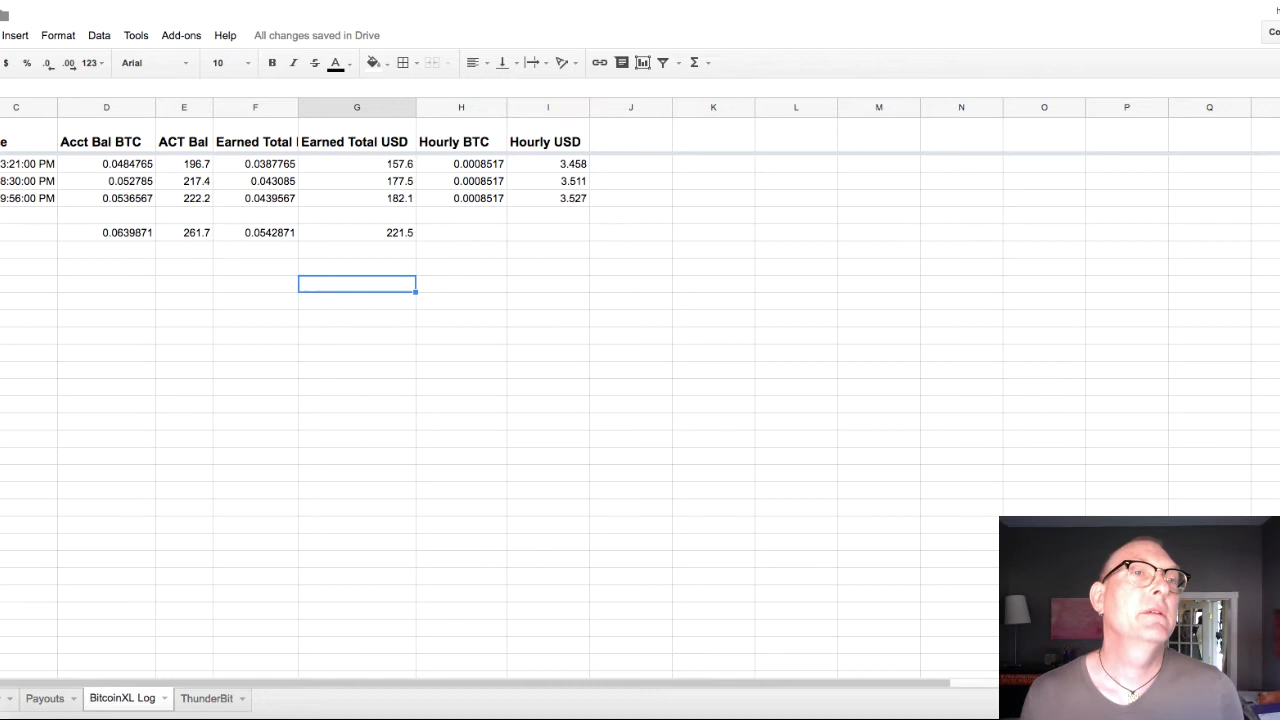 Insert Format Data Tools Add-ons Help All changes saved in Drive
$ % .0 .00 123 Arial 10 B I S A Σ
C D E F G H I J K L M N O P Q
e Acct Bal BTC ACT Bal Earned Total Earned Total USD Hourly BTC Hourly USD
3:21:00 PM 0.0484765 196.7 0.0387765 157.6 0.0008517 3.458
8:30:00 PM 0.052785 217.4 0.043085 177.5 0.0008517 3.511
9:56:00 PM 0.0536567 222.2 0.0439567 182.1 0.0008517 3.527
0.0639871 261.7 0.0542871 221.5
Payouts BitcoinXL Log ThunderBit